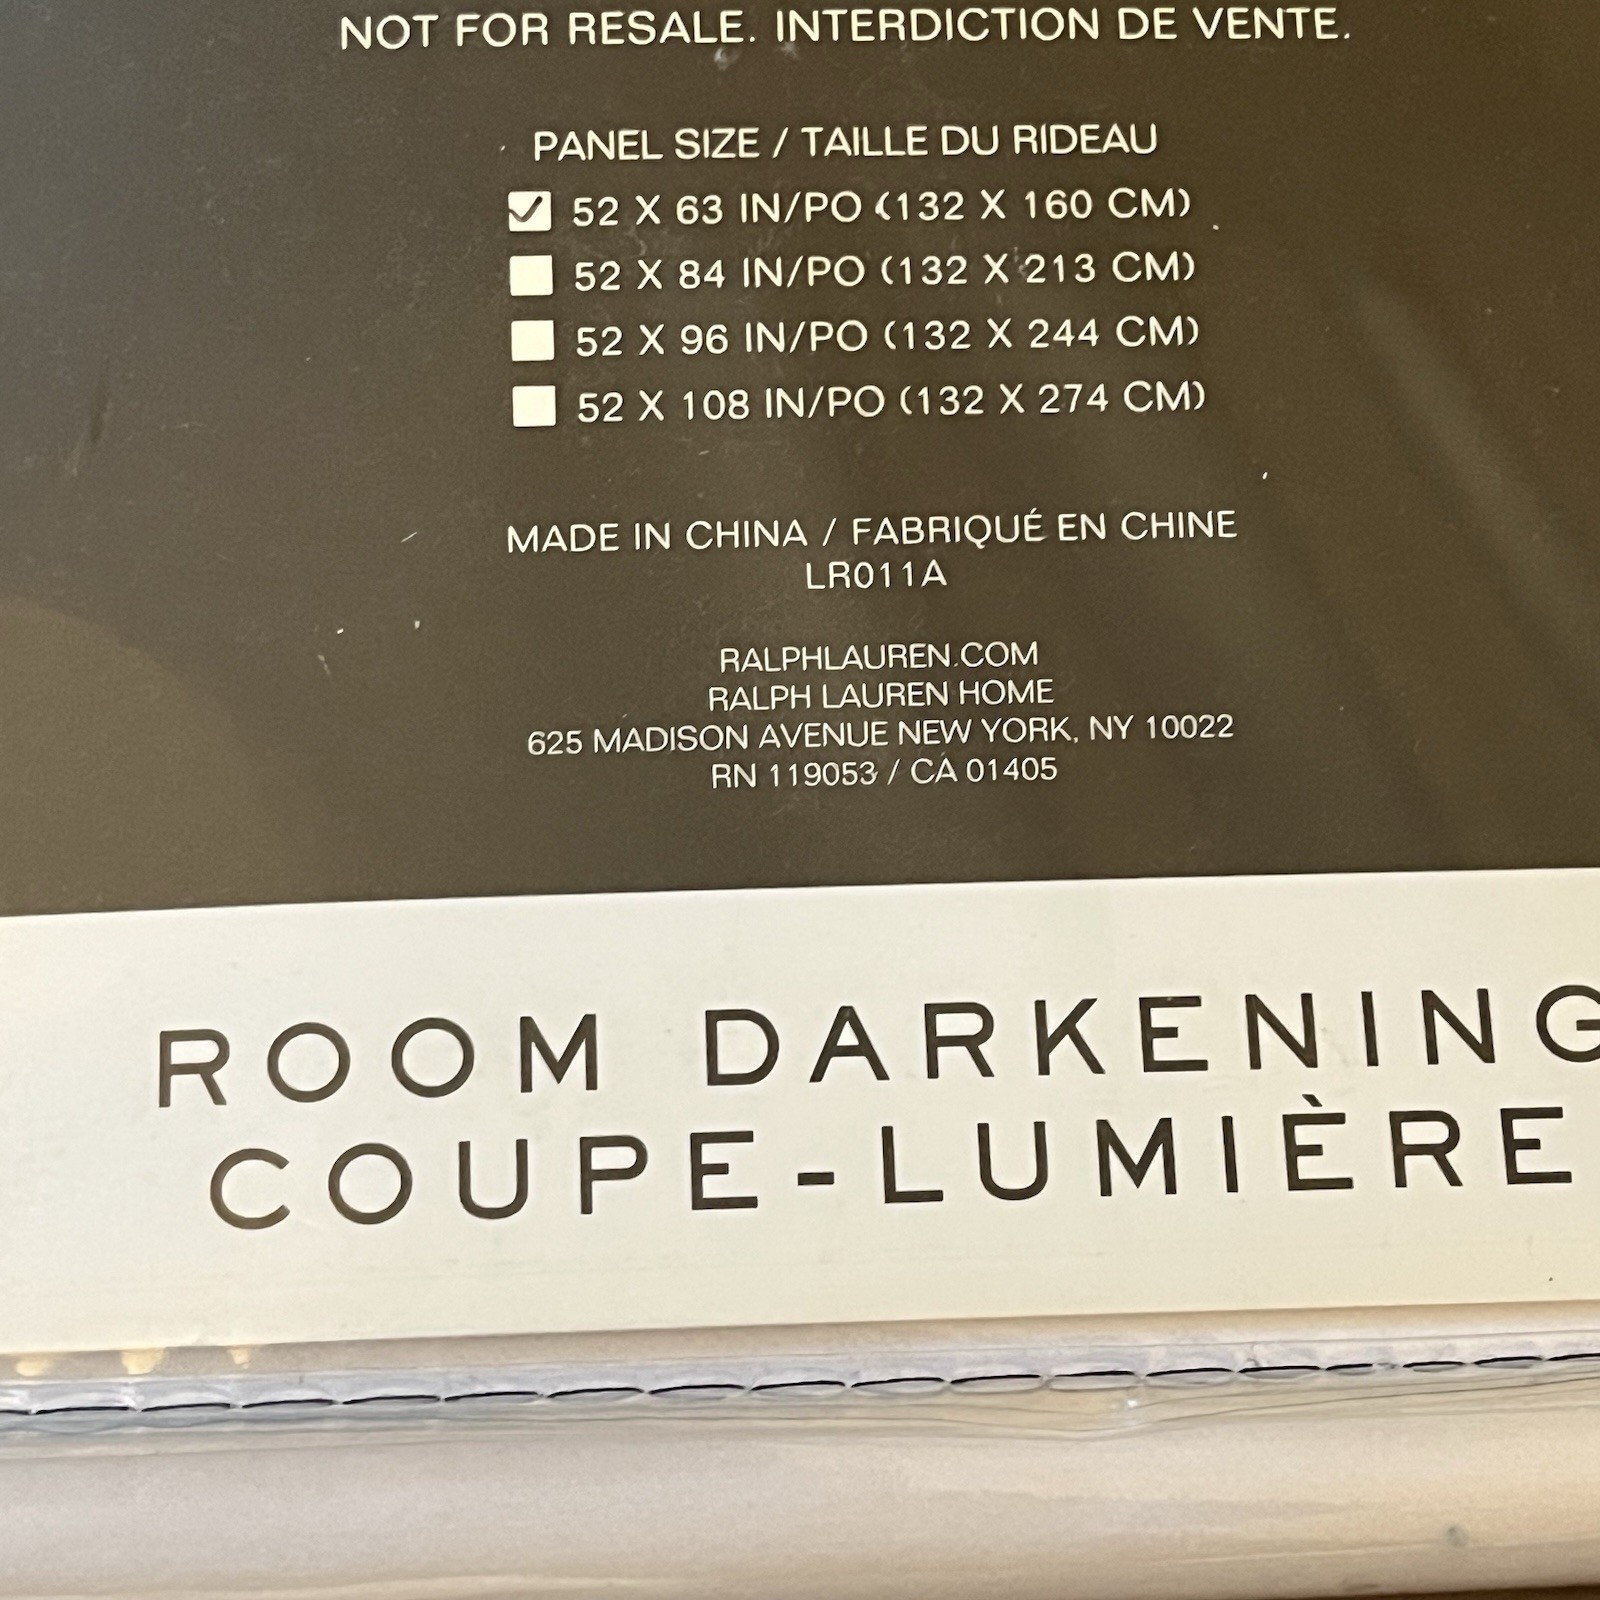 NOT FOR RESALE. INTERDICTION DE VENTE.
PANEL SIZE / TAILLE DU RIDEAU
52 X 63 IN/PO (132 X 160 CM)
52 X 84 IN/PO (132 X 213 CM)
52 X 96 IN/PO (132 X 244 CM)
52 X 108 IN/PO (132 X 274 CM)
MADE IN CHINA / FABRIQUÉ EN CHINE
LR011A
RALPHLAUREN.COM
RALPH LAUREN HOME
625 MADISON AVENUE NEW YORK, NY 10022
RN 119053 / CA 01405
ROOM DARKENING
COUPE-LUMIÈRE